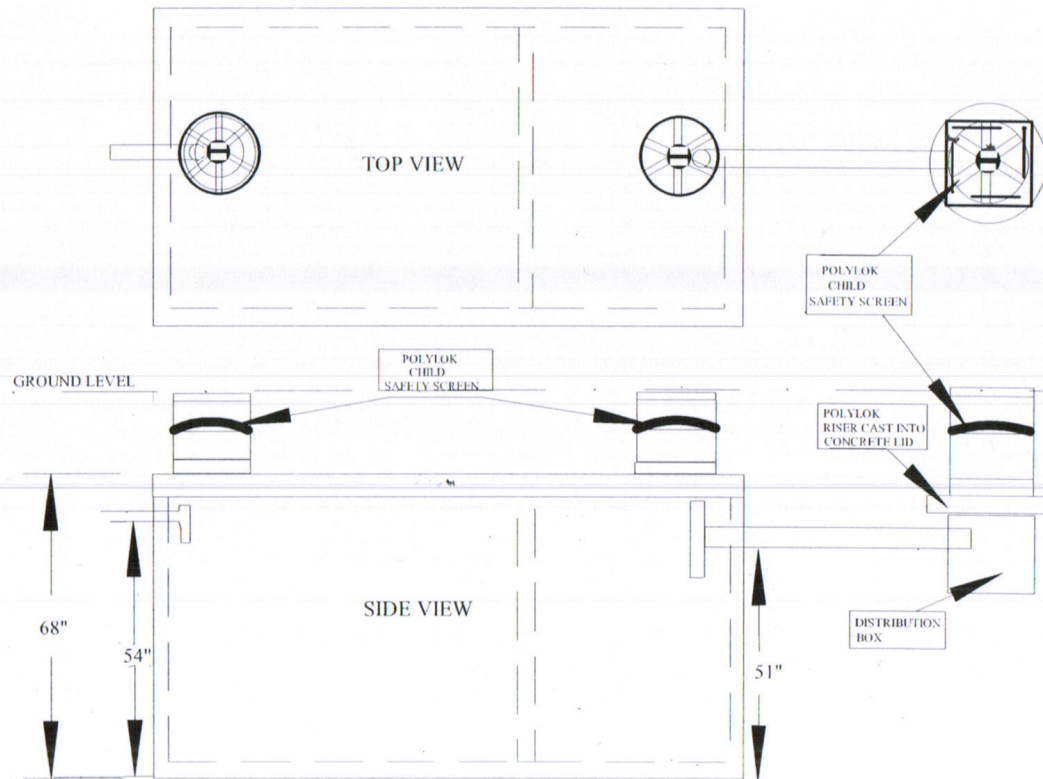 TOP VIEW
POLYLOK
CHILD
SAFETY SCREEN
POLYLOK
CHILD
SAFETY SCREEN
GROUND LEVEL
POLYLOK
RISER CAST INTO
CONCRETE LID
SIDE VIEW
DISTRIBUTION
BOX
68"
54"
51"